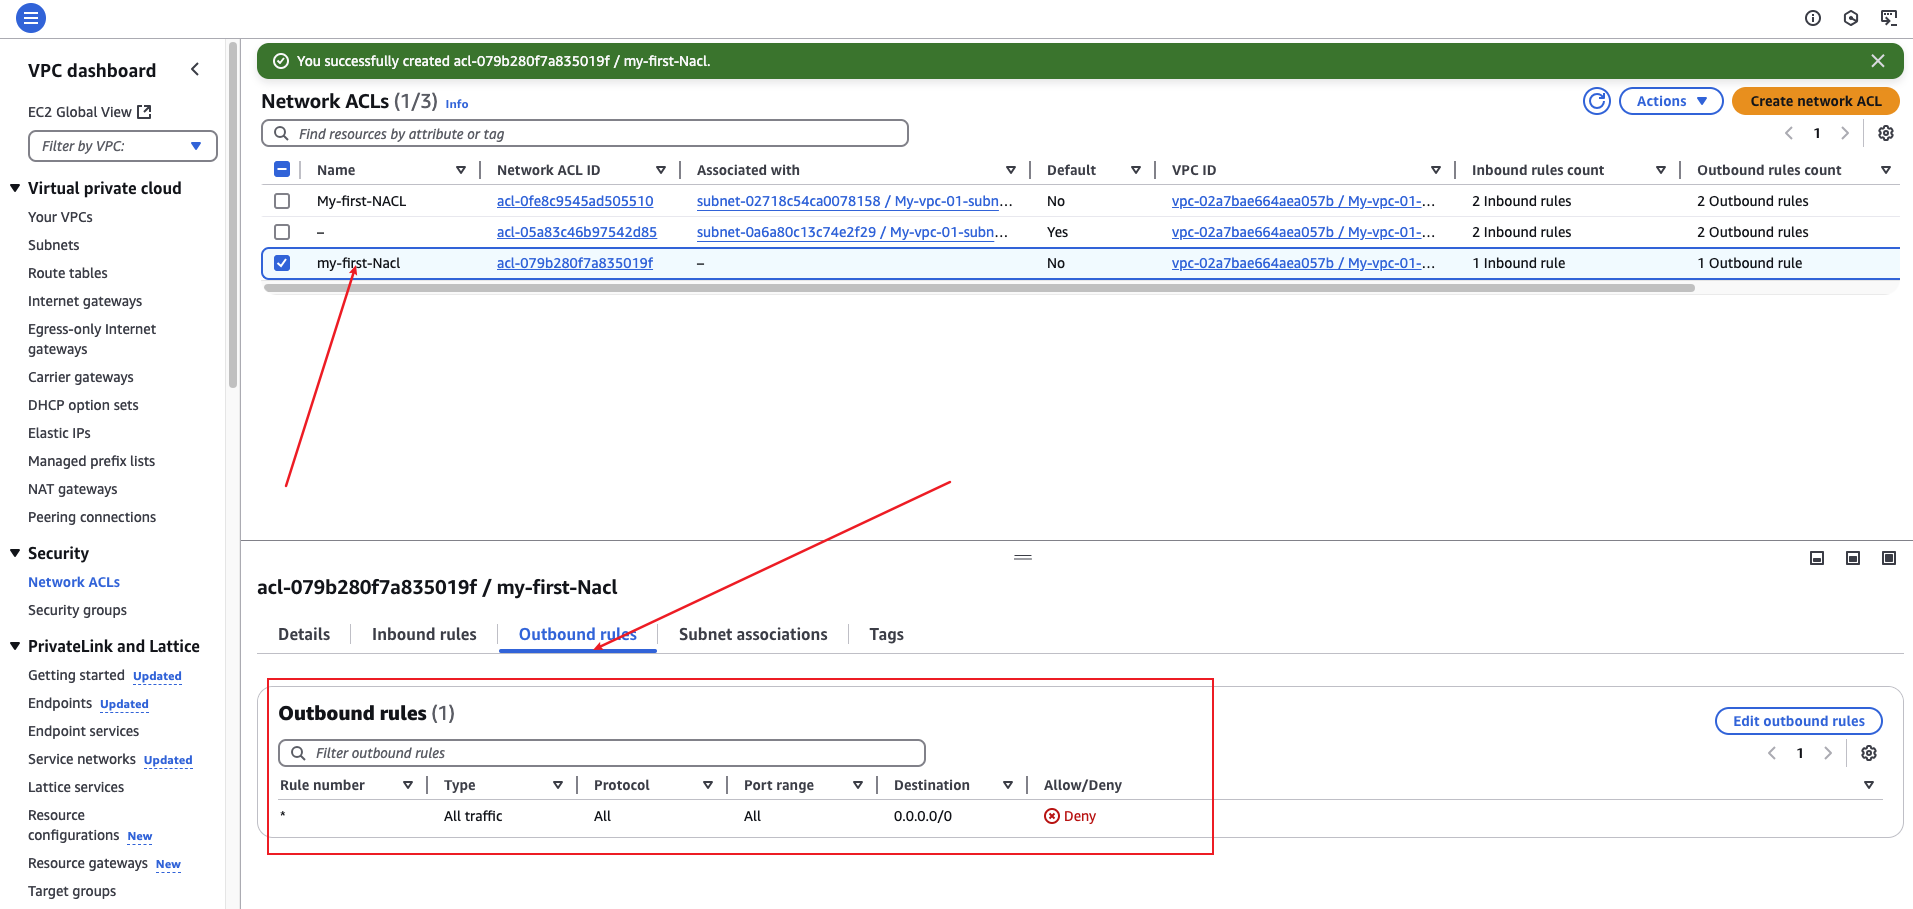 You successfully created acl-079b280f7a835019f / my-first-Nacl.
VPC dashboard
EC2 Global View
Filter by VPC:
Virtual private cloud
Your VPCs
Subnets
Route tables
Internet gateways
Egress-only Internet
gateways
Carrier gateways
DHCP option sets
Elastic IPs
Managed prefix lists
NAT gateways
Peering connections
Security
Network ACLs
Security groups
PrivateLink and Lattice
Getting started Updated
Endpoints Updated
Endpoint services
Service networks Updated
Lattice services
Resource
configurations New
Resource gateways New
Target groups
Network ACLs (1/3) Info
Actions
Create network ACL
Find resources by attribute or tag
1
Name Network ACL ID Associated with Default VPC ID Inbound rules count Outbound rules count
My-first-NACL acl-0fe8c9545ad505510 subnet-02718c54ca0078158 / My-vpc-01-subn... No vpc-02a7bae664aea057b / My-vpc-01-... 2 Inbound rules 2 Outbound rules
– acl-05a83c46b97542d85 subnet-0a6a80c13c74e2f29 / My-vpc-01-subn... Yes vpc-02a7bae664aea057b / My-vpc-01-... 2 Inbound rules 2 Outbound rules
my-first-Nacl acl-079b280f7a835019f – No vpc-02a7bae664aea057b / My-vpc-01-... 1 Inbound rule 1 Outbound rule
acl-079b280f7a835019f / my-first-Nacl
Details Inbound rules Outbound rules Subnet associations Tags
Outbound rules (1)
Edit outbound rules
Filter outbound rules
1
Rule number Type Protocol Port range Destination Allow/Deny
* All traffic All All 0.0.0.0/0 Deny